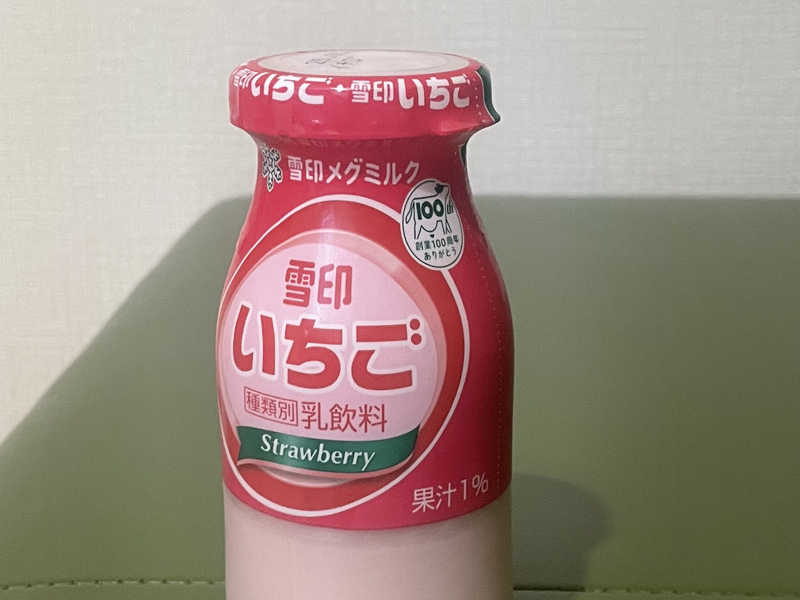 いちご・雪印いちご
雪印メグミルク
100th
創業100周年
ありがとう
雪印
いちご
種類別 乳飲料
Strawberry
果汁1%